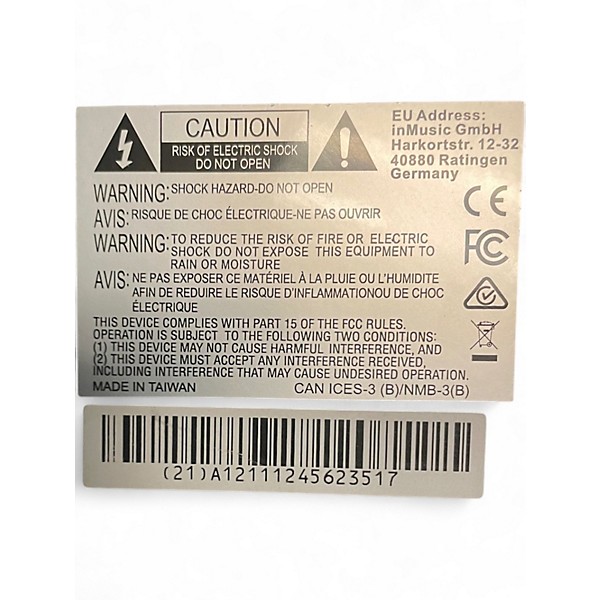 CAUTION
RISK OF ELECTRIC SHOCK
DO NOT OPEN
EU Address:
inMusic GmbH
Harkortstr. 12-32
40880 Ratingen
Germany
WARNING: SHOCK HAZARD-DO NOT OPEN
AVIS: RISQUE DE CHOC ÉLECTRIQUE-NE PAS OUVRIR
WARNING: TO REDUCE THE RISK OF FIRE OR ELECTRIC
SHOCK DO NOT EXPOSE THIS EQUIPMENT TO
RAIN OR MOISTURE
AVIS: NE PAS EXPOSER CE MATÉRIEL À LA PLUIE OU L'HUMIDITE
AFIN DE REDUIRE LE RISQUE D'INFLAMMATIONOU DE CHOC
ÉLECTRIQUE
THIS DEVICE COMPLIES WITH PART 15 OF THE FCC RULES.
OPERATION IS SUBJECT TO THE FOLLOWING TWO CONDITIONS:
(1) THIS DEVICE MAY NOT CAUSE HARMFUL INTERFERENCE, AND
(2) THIS DEVICE MUST ACCEPT ANY INTERFERENCE RECEIVED,
INCLUDING INTERFERENCE THAT MAY CAUSE UNDESIRED OPERATION.
MADE IN TAIWAN
CAN ICES-3 (B)/NMB-3(B)
CE
FC
(21)A12111245623517